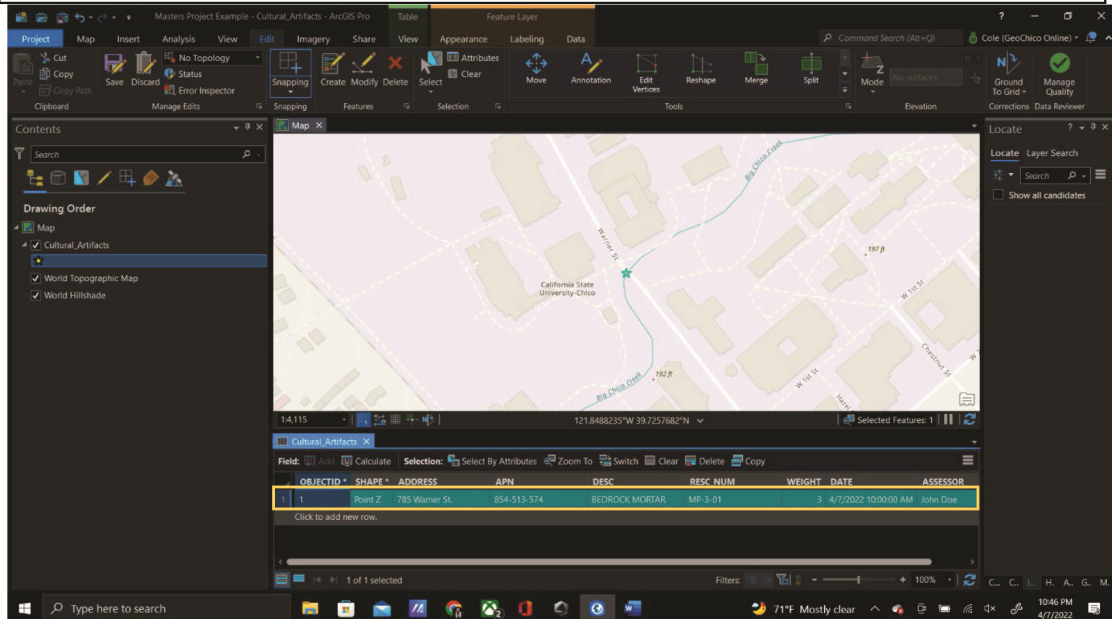 Masters Project Example - Cultural_Artifacts - ArcGIS Pro
Table
Feature Layer
?
Project Map Insert Analysis View Edit Imagery Share View Appearance Labeling Data
Command Search (Alt+Q)
Cole (GeoChico Online)
Cut
Copy
Copy Path
Paste
Clipboard
Save Discard
No Topology
Status
Error Inspector
Manage Edits
Snapping
Snapping
Create Modify Delete
Features
Select
Attributes
Clear
Selection
Move Annotation Edit Vertices Reshape Merge Split
Tools
Mode
No surfaces
Elevation
Ground To Grid
Corrections
Manage Quality
Data Reviewer
Contents
Search
Drawing Order
Map
Cultural_Artifacts
World Topographic Map
World Hillshade
Map
Big Chico Creek
Warner St
197 ft
California State University-Chico
W 1st St
Chestnut St
192 ft
Big Chico Creek
W 1st St
1:4,115
121.8488235°W 39.7257682°N
Selected Features: 1
Locate
?
Locate Layer Search
Search
Show all candidates
Cultural_Artifacts
Field: Add Calculate Selection: Select By Attributes Zoom To Switch Clear Delete Copy
OBJECTID * SHAPE * ADDRESS APN DESC RESC NUM WEIGHT DATE ASSESSOR
1 1 Point Z 785 Warner St. 854-513-574 BEDROCK MORTAR MP-3-01 3 4/7/2022 10:00:00 AM John Doe
Click to add new row.
1 of 1 selected
Filters:
100%
C... C... L... H. A.. G.. M.
Type here to search
71°F Mostly clear
10:46 PM
4/7/2022